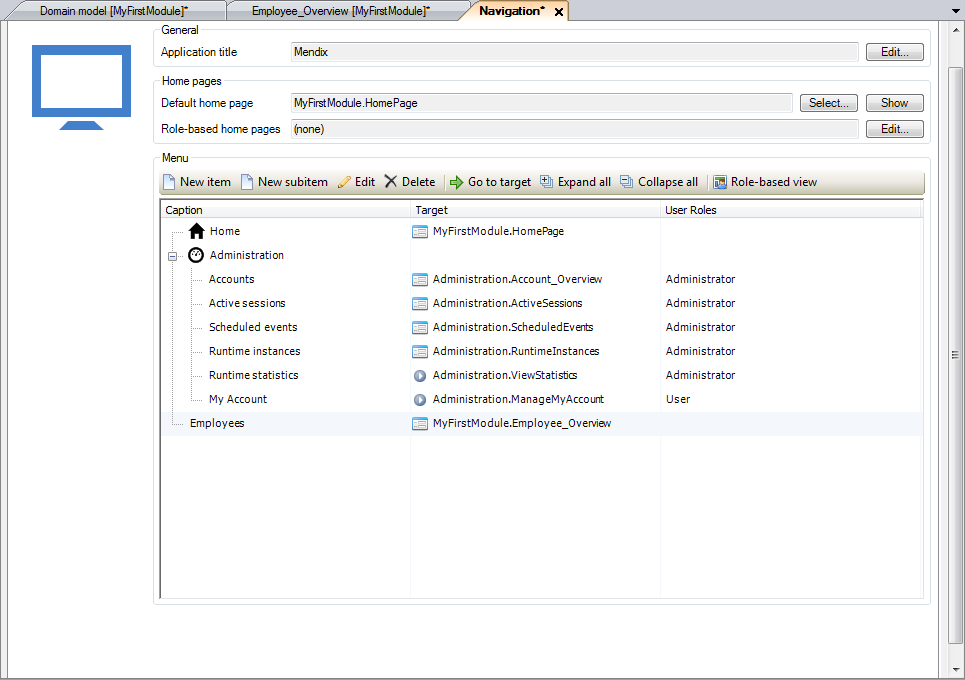 Domain model [MyFirstModule]* Employee_Overview [MyFirstModule]* Navigation*
General
Application title Mendix Edit...
Home pages
Default home page MyFirstModule.HomePage Select... Show
Role-based home pages (none) Edit...
Menu
New item New subitem Edit Delete Go to target Expand all Collapse all Role-based view
Caption Target User Roles
Home MyFirstModule.HomePage
Administration
Accounts Administration.Account_Overview Administrator
Active sessions Administration.ActiveSessions Administrator
Scheduled events Administration.ScheduledEvents Administrator
Runtime instances Administration.RuntimeInstances Administrator
Runtime statistics Administration.ViewStatistics Administrator
My Account Administration.ManageMyAccount User
Employees MyFirstModule.Employee_Overview